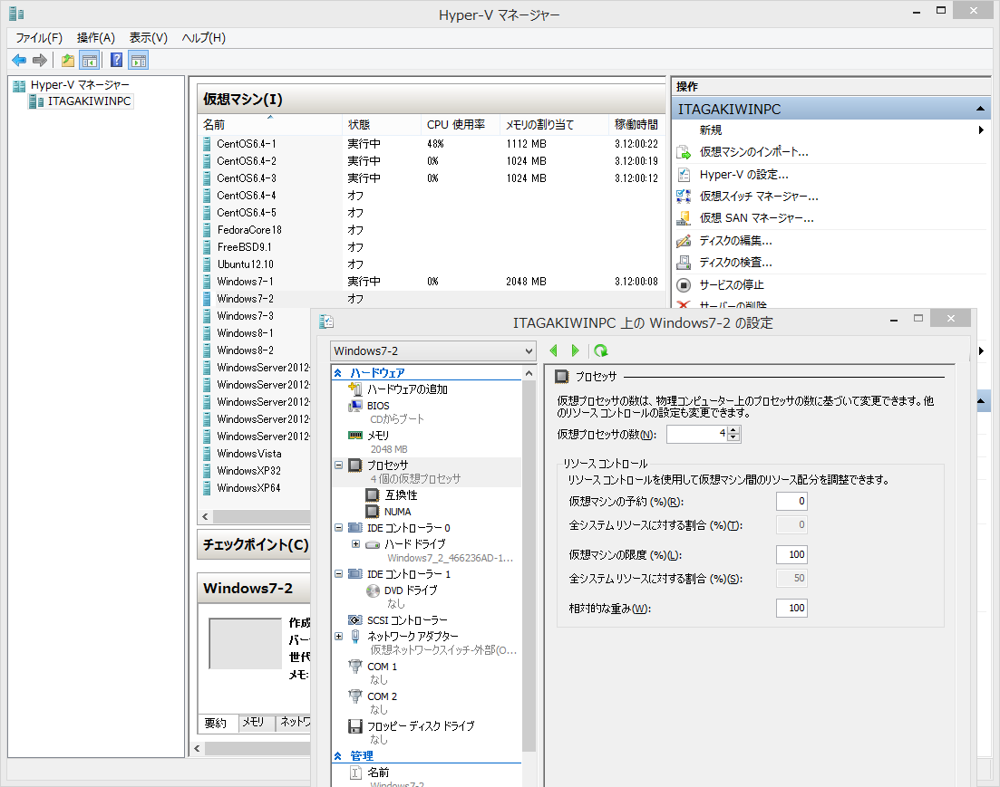 Hyper-V マネージャー
ファイル(F) 操作(A) 表示(V) ヘルプ(H)
Hyper-V マネージャー
ITAGAKIWINPC
仮想マシン(I)
名前 状態 CPU 使用率 メモリの割り当て 稼働時間
CentOS6.4-1 実行中 48% 1112 MB 3.12:00:22
CentOS6.4-2 実行中 0% 1024 MB 3.12:00:19
CentOS6.4-3 実行中 0% 1024 MB 3.12:00:12
CentOS6.4-4 オフ
CentOS6.4-5 オフ
FedoraCore18 オフ
FreeBSD9.1 オフ
Ubuntu12.10 オフ
Windows7-1 実行中 0% 2048 MB 3.12:00:08
Windows7-2 オフ
Windows7-3
Windows8-1
Windows8-2
WindowsServer2012-
WindowsServer2012-
WindowsServer2012-
WindowsServer2012-
WindowsServer2012-
WindowsVista
WindowsXP32
WindowsXP64
チェックポイント(C)
Windows7-2
作成
バー
世代
メモ:
要約 メモリ ネットワ
操作
ITAGAKIWINPC
新規
仮想マシンのインポート...
Hyper-V の設定...
仮想スイッチ マネージャー...
仮想 SAN マネージャー...
ディスクの編集...
ディスクの検査...
サービスの停止
サーバーの削除
ITAGAKIWINPC 上の Windows7-2 の設定
Windows7-2
ハードウェア
ハードウェアの追加
BIOS
CDからブート
メモリ
2048 MB
プロセッサ
4 個の仮想プロセッサ
互換性
NUMA
IDE コントローラー 0
ハード ドライブ
Windows7_2_466236AD-1...
IDE コントローラー 1
DVD ドライブ
なし
SCSI コントローラー
ネットワーク アダプター
仮想ネットワークスイッチ-外部(O...
COM 1
なし
COM 2
なし
フロッピー ディスク ドライブ
なし
管理
名前
Windows7-2
プロセッサ
仮想プロセッサの数は、物理コンピューター上のプロセッサの数に基づいて変更できます。他
のリソース コントロールの設定も変更できます。
仮想プロセッサの数(N): 4
リソース コントロール
リソース コントロールを使用して仮想マシン間のリソース配分を調整できます。
仮想マシンの予約 (%)(R): 0
全システム リソースに対する割合 (%)(T): 0
仮想マシンの限度 (%)(L): 100
全システム リソースに対する割合 (%)(S): 50
相対的な重み(W): 100